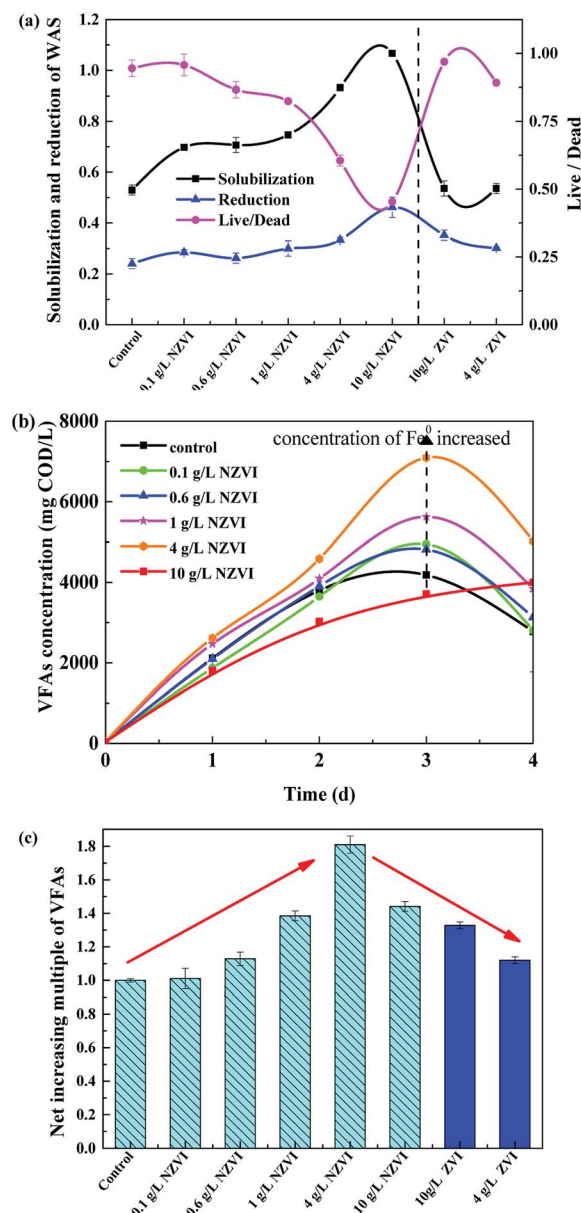 (a)
Solubilization and reduction of WAS
1.2
1.0
0.8
0.6
0.4
0.2
0.0
Solubilization
Reduction
Live/Dead
1.00
0.75
0.50
0.25
0.00
Live / Dead
Control
0.1 g/L NZVI
0.6 g/L NZVI
1 g/L NZVI
4 g/L NZVI
10 g/L NZVI
10g/L ZVI
4 g/L ZVI
(b)
VFAs concentration (mg COD/L)
8000
6000
4000
2000
0
concentration of Fe0 increased
control
0.1 g/L NZVI
0.6 g/L NZVI
1 g/L NZVI
4 g/L NZVI
10 g/L NZVI
0 1 2 3 4
Time (d)
(c)
Net increasing multiple of VFAs
1.8
1.6
1.4
1.2
1.0
0.8
0.6
0.4
0.2
0.0
Control
0.1 g/L NZVI
0.6 g/L NZVI
1 g/L NZVI
4 g/L NZVI
10 g/L NZVI
10g/L ZVI
4 g/L ZVI